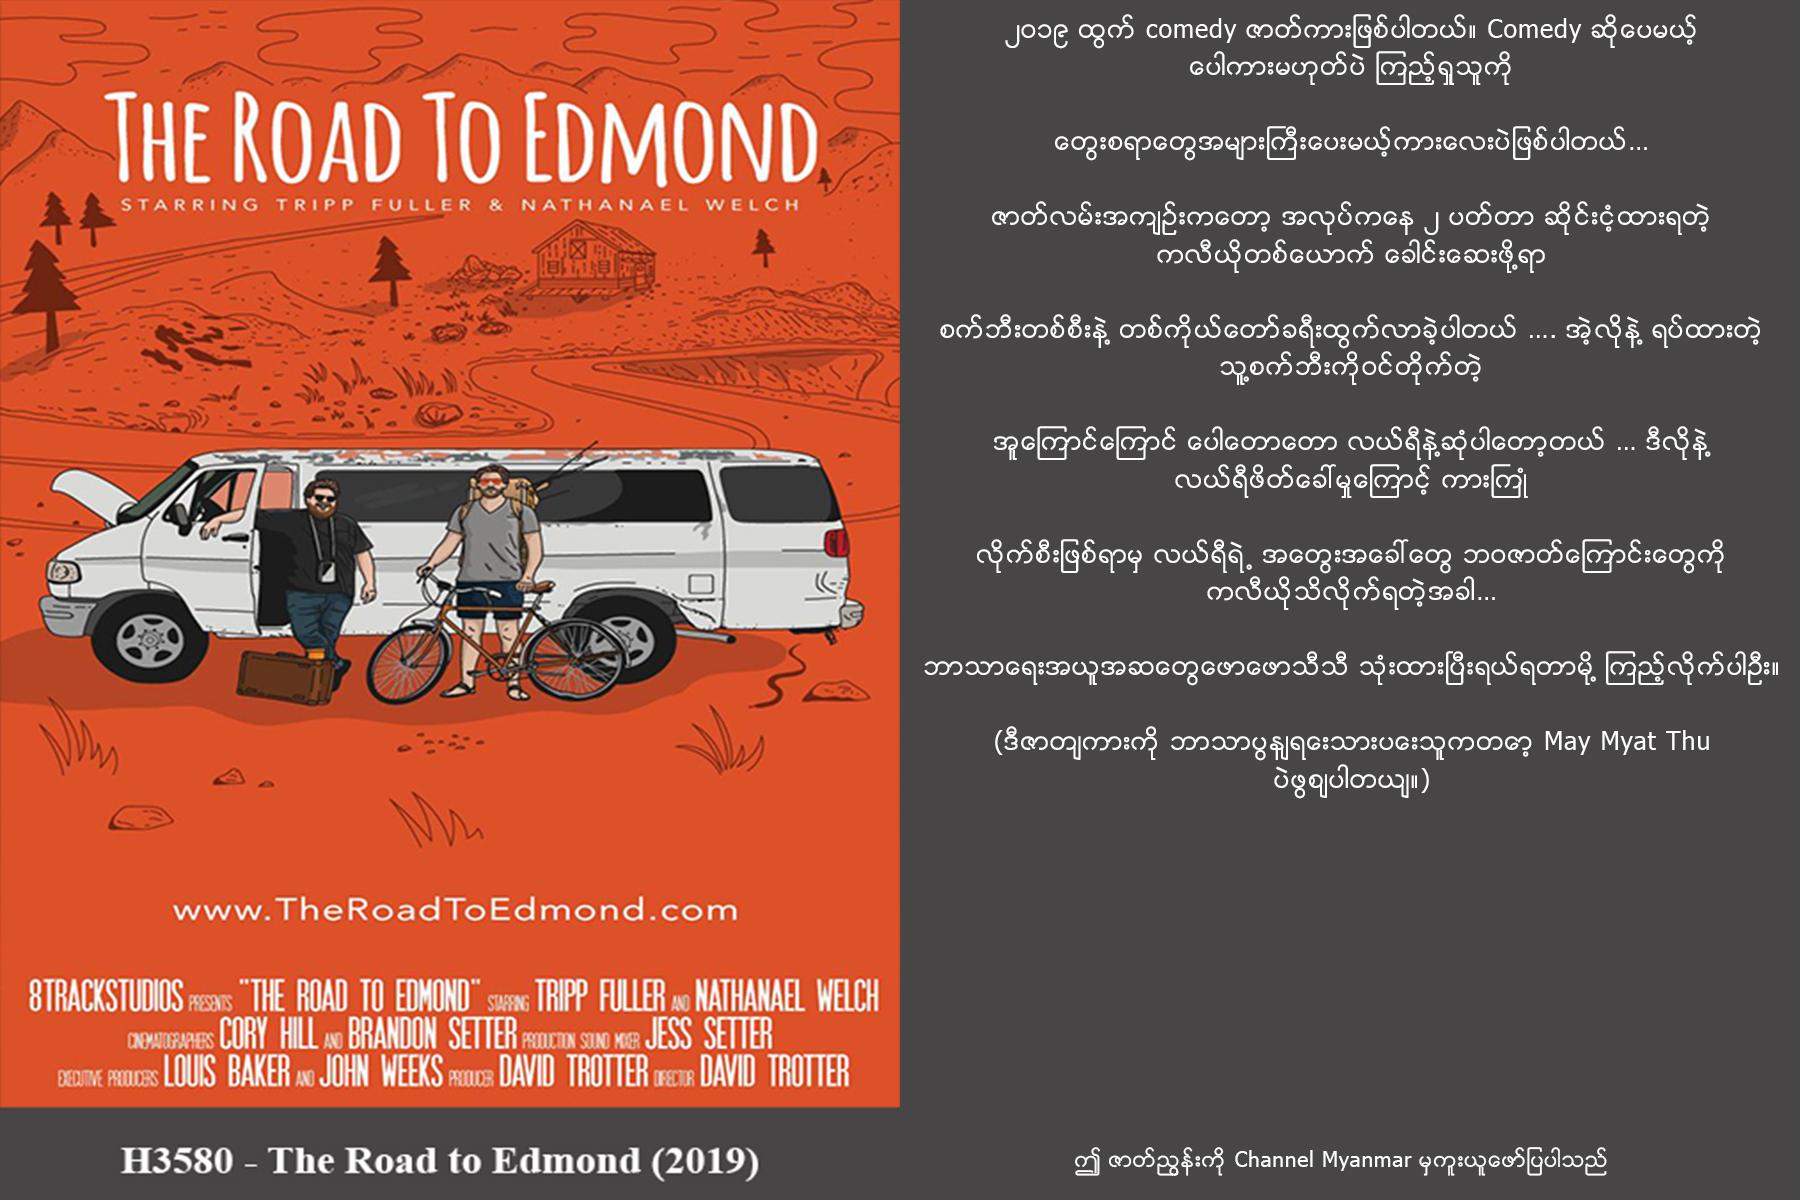 THE ROAD TO EDMOND
STARRING TRIPP FULLER & NATHANAEL WELCH
www.TheRoadToEdmond.com
8TRACKSTUDIOS PRESENTS "THE ROAD TO EDMOND" STARRING TRIPP FULLER AND NATHANAEL WELCH
CINEMATOGRAPHERS CORY HILL AND BRANDON SETTER PRODUCTION SOUND MIXER JESS SETTER
EXECUTIVE PRODUCERS LOUIS BAKER AND JOHN WEEKS PRODUCER DAVID TROTTER DIRECTOR DAVID TROTTER
H3580 - The Road to Edmond (2019)
၂၀၁၉ ထွက် comedy ဇာတ်ကားဖြစ်ပါတယ်။ Comedy ဆိုပေမယ့်
ပေါကားမဟုတ်ပဲ ကြည့်ရှုသူကို
တွေးစရာတွေအများကြီးပေးမယ့်ကားလေးပဲဖြစ်ပါတယ်...
ဇာတ်လမ်းအကျဉ်းကတော့ အလုပ်ကနေ ၂ ပတ်တာ ဆိုင်းငံ့ထားရတဲ့
ကလီယိုတစ်ယောက် ခေါင်းဆေးဖို့ရာ
စက်ဘီးတစ်စီးနဲ့ တစ်ကိုယ်တော်ခရီးထွက်လာခဲ့ပါတယ် .... အဲ့လိုနဲ့ ရပ်ထားတဲ့
သူ့စက်ဘီးကိုဝင်တိုက်တဲ့
အူကြောင်ကြောင် ပေါတောတော လယ်ရီနဲ့ဆုံပါတော့တယ် ... ဒီလိုနဲ့
လယ်ရီဖိတ်ခေါ်မှုကြောင့် ကားကြုံ
လိုက်စီးဖြစ်ရာမှ လယ်ရီရဲ့ အတွေးအခေါ်တွေ ဘဝဇာတ်ကြောင်းတွေကို
ကလီယိုသိလိုက်ရတဲ့အခါ...
ဘာသာရေးအယူအဆတွေဖောဖောသီသီ သုံးထားပြီးရယ်ရတာမို့ ကြည့်လိုက်ပါဦး။
(ဒီဇာတျကားကို ဘာသာပွနျရေးသားပေးသူကတော့ May Myat Thu
ပဲဖွဈပါတယျ။)
ဤ ဇာတ်ညွှန်းကို Channel Myanmar မှကူးယူဖော်ပြပါသည်